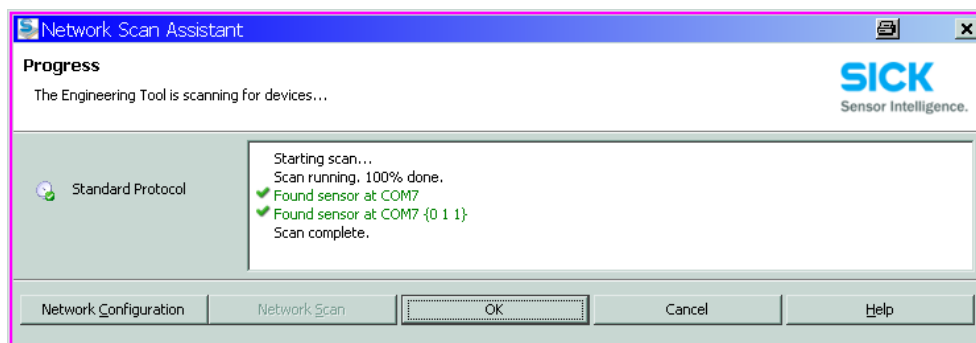 Network Scan Assistant
Progress
The Engineering Tool is scanning for devices...
SICK
Sensor Intelligence.
Standard Protocol
Starting scan...
Scan running. 100% done.
Found sensor at COM7
Found sensor at COM7 {0 1 1}
Scan complete.
Network Configuration
Network Scan
OK
Cancel
Help